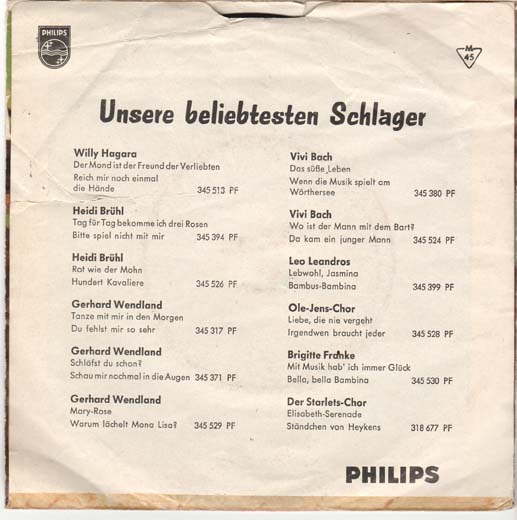 PHILIPS
M
45
Unsere beliebtesten Schlager
Willy Hagara
Der Mond ist der Freund der Verliebten
Reich mir noch einmal
die Hände 345 513 PF
Heidi Brühl
Tag für Tag bekomme ich drei Rosen
Bitte spiel nicht mit mir 345 394 PF
Heidi Brühl
Rot wie der Mohn
Hundert Kavaliere 345 526 PF
Gerhard Wendland
Tanze mit mir in den Morgen
Du fehlst mir so sehr 345 317 PF
Gerhard Wendland
Schläfst du schon?
Schau mir nochmal in die Augen 345 371 PF
Gerhard Wendland
Mary-Rose
Warum lächelt Mona Lisa? 345 529 PF
Vivi Bach
Das süße Leben
Wenn die Musik spielt am
Wörthersee 345 380 PF
Vivi Bach
Wo ist der Mann mit dem Bart?
Da kam ein junger Mann 345 524 PF
Leo Leandros
Lebwohl, Jasmina
Bambus-Bambina 345 399 PF
Ole-Jens-Chor
Liebe, die nie vergeht
Irgendwen braucht jeder 345 528 PF
Brigitte Franke
Mit Musik hab' ich immer Glück
Bella, bella Bambina 345 530 PF
Der Starlets-Chor
Elisabeth-Serenade
Ständchen von Heykens 318 677 PF
PHILIPS